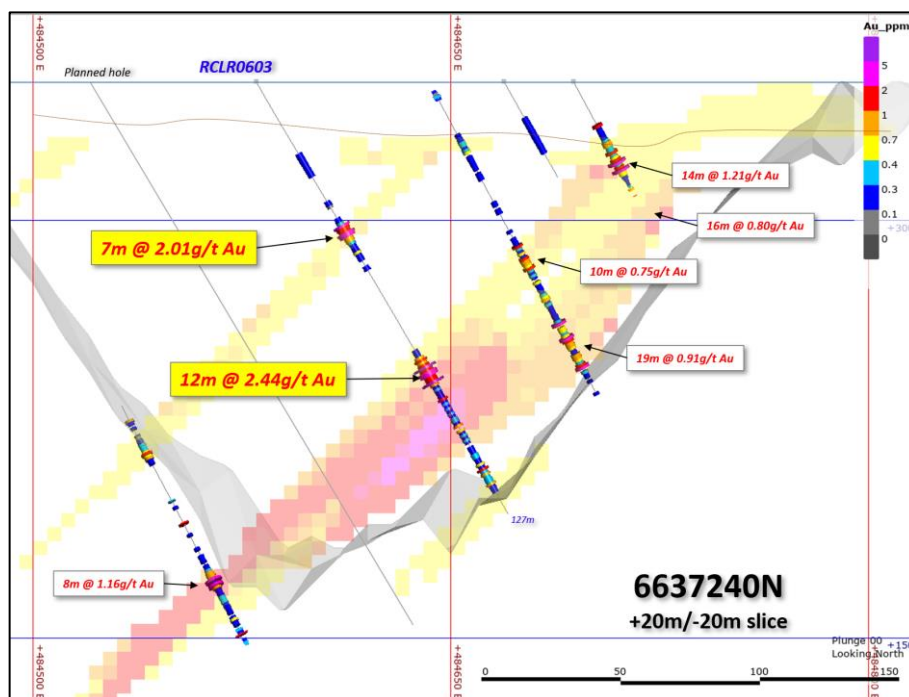 +484500 E
+484650 E
Planned hole
RCLR0603
Au_ppm
5
2
1
0.7
0.4
0.3
0.1
0
14m @ 1.21g/t Au
16m @ 0.80g/t Au
7m @ 2.01g/t Au
10m @ 0.75g/t Au
19m @ 0.91g/t Au
12m @ 2.44g/t Au
127m
8m @ 1.16g/t Au
6637240N
+20m/-20m slice
Plunge 00
Looking North
0
50
100
150